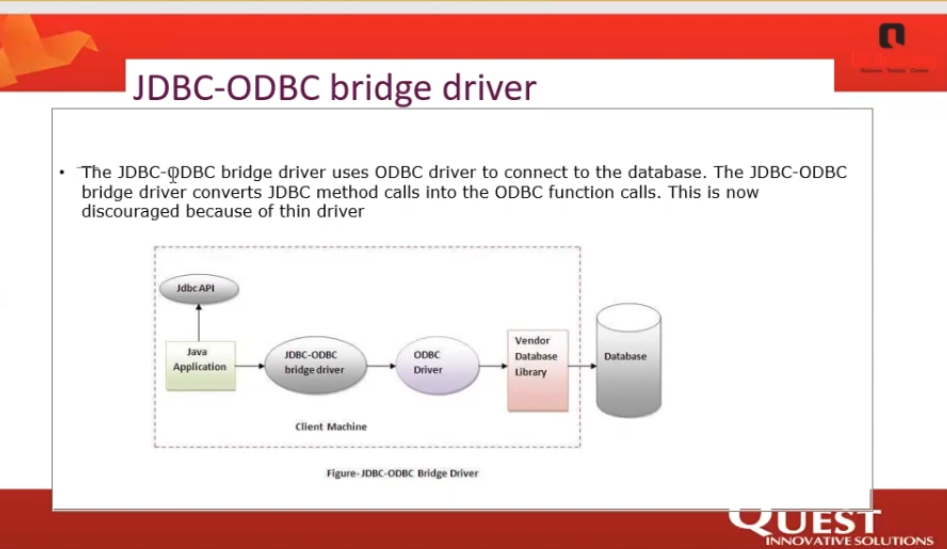 JDBC-ODBC bridge driver
• The JDBC-ODBC bridge driver uses ODBC driver to connect to the database. The JDBC-ODBC
bridge driver converts JDBC method calls into the ODBC function calls. This is now
discouraged because of thin driver
Jdbc API
Java
Application
JDBC-ODBC
bridge driver
ODBC
Driver
Vendor
Database
Library
Database
Client Machine
Figure- JDBC-ODBC Bridge Driver
QUEST
INNOVATIVE SOLUTIONS